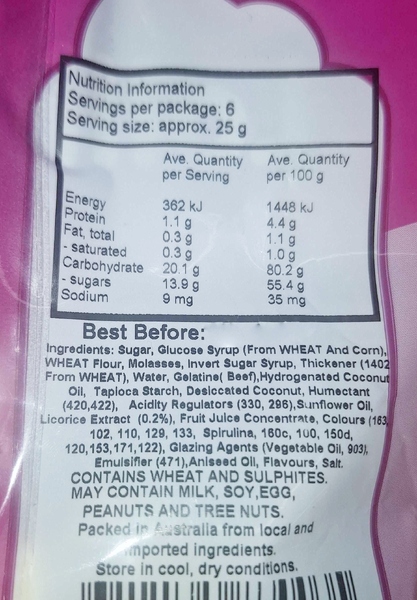 Nutrition Information
Servings per package: 6
Serving size: approx. 25 g
Ave. Quantity per Serving Ave. Quantity per 100 g
Energy 362 kJ 1448 kJ
Protein 1.1 g 4.4 g
Fat, total 0.3 g 1.1 g
- saturated 0.3 g 1.0 g
Carbohydrate 20.1 g 80.2 g
- sugars 13.9 g 55.4 g
Sodium 9 mg 35 mg
Best Before:
Ingredients: Sugar, Glucose Syrup (From WHEAT And Corn),
WHEAT Flour, Molasses, Invert Sugar Syrup, Thickener (1402
From WHEAT), Water, Gelatine( Beef),Hydrogenated Coconut
Oil, Tapioca Starch, Desiccated Coconut, Humectant
(420,422), Acidity Regulators (330, 296),Sunflower Oil,
Licorice Extract (0.2%), Fruit Juice Concentrate, Colours (163,
102, 110, 129, 133, Spirulina, 160c, 100, 150d,
120,153,171,122), Glazing Agents (Vegetable Oil, 903),
Emulsifier (471),Aniseed Oil, Flavours, Salt.
CONTAINS WHEAT AND SULPHITES.
MAY CONTAIN MILK, SOY,EGG,
PEANUTS AND TREE NUTS.
Packed in Australia from local and
imported ingredients.
Store in cool, dry conditions.